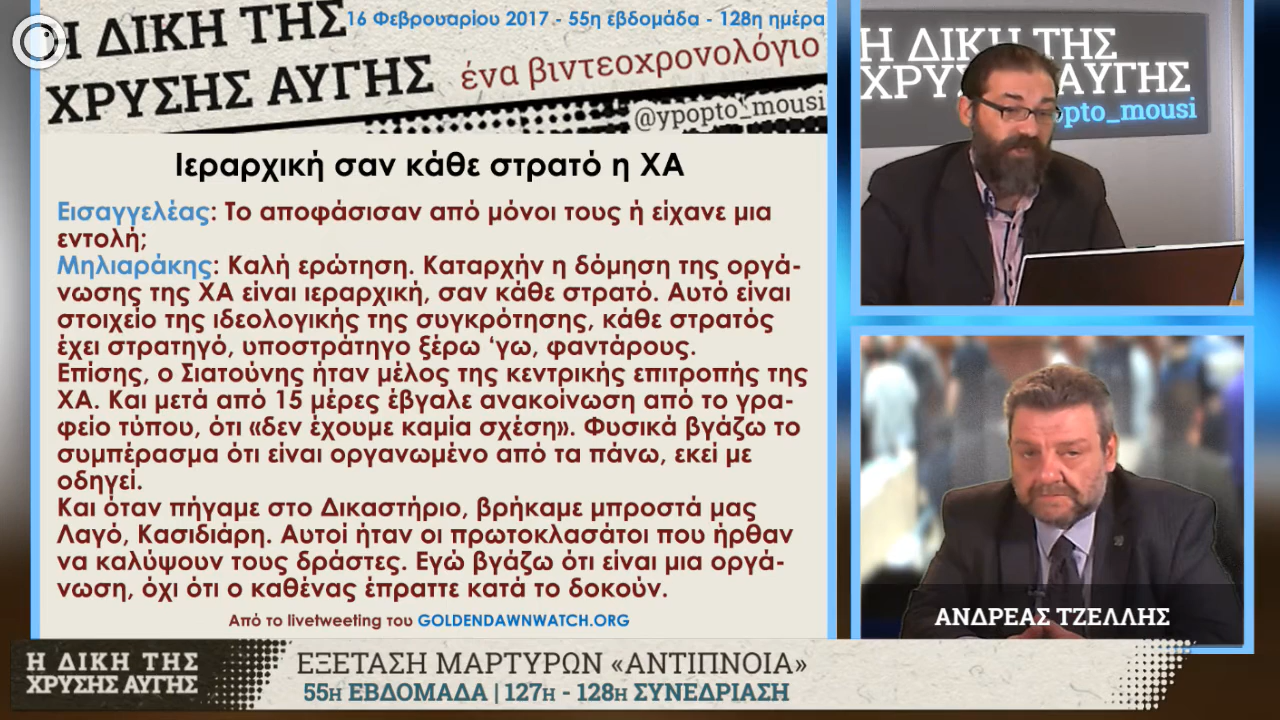 16 Φεβρουαρίου 2017 - 55η εβδομάδα - 128η ημέρα
Η ΔΙΚΗ ΤΗΣ
ΧΡΥΣΗΣ ΑΥΓΗΣ
ένα βιντεοχρονολόγιο
@ypopto_mousi
Ιεραρχική σαν κάθε στρατό η ΧΑ
Εισαγγελέας: Το αποφάσισαν από μόνοι τους ή είχανε μια
εντολή;
Μηλιαράκης: Καλή ερώτηση. Καταρχήν η δόμηση της οργά-
νωσης της ΧΑ είναι ιεραρχική, σαν κάθε στρατό. Αυτό είναι
στοιχείο της ιδεολογικής της συγκρότησης, κάθε στρατός
έχει στρατηγό, υποστράτηγο ξέρω ‘γω, φαντάρους.
Επίσης, ο Σιατούνης ήταν μέλος της κεντρικής επιτροπής της
ΧΑ. Και μετά από 15 μέρες έβγαλε ανακοίνωση από το γρα-
φείο τύπου, ότι «δεν έχουμε καμία σχέση». Φυσικά βγάζω το
συμπέρασμα ότι είναι οργανωμένο από τα πάνω, εκεί με
οδηγεί.
Και όταν πήγαμε στο Δικαστήριο, βρήκαμε μπροστά μας
Λαγό, Κασιδιάρη. Αυτοί ήταν οι πρωτοκλασάτοι που ήρθαν
να καλύψουν τους δράστες. Εγώ βγάζω ότι είναι μια οργά-
νωση, όχι ότι ο καθένας έπραττε κατά το δοκούν.
Από το livetweeting του GOLDENDAWNWATCH.ORG
Η ΔΙΚΗ ΤΗΣ
ΑΥΓΗΣ
ΑΝΔΡΕΑΣ ΤΖΕΛΛΗΣ
Η ΔΙΚΗ ΤΗΣ
ΧΡΥΣΗΣ ΑΥΓΗΣ
ΕΞΕΤΑΣΗ ΜΑΡΤΥΡΩΝ «ΑΝΤΙΠΝΟΙΑ»
55Η ΕΒΔΟΜΑΔΑ | 127Η - 128Η ΣΥΝΕΔΡΙΑΣΗ